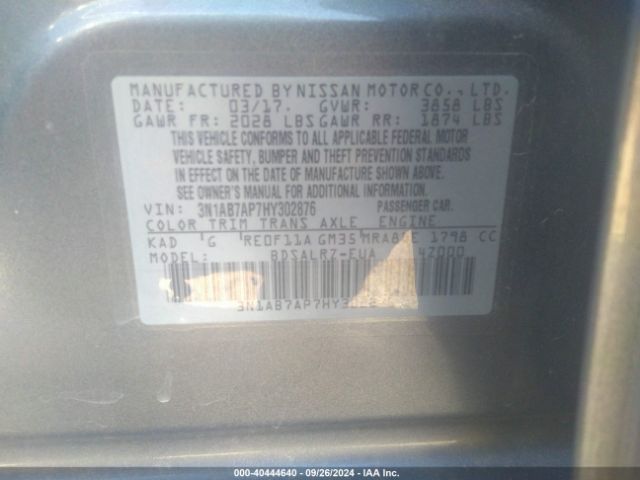 MANUFACTURED BY NISSAN MOTOR CO., LTD.
DATE: 03/17. GVWR: 3858 LBS
GAWR FR: 2028 LBS GAWR RR: 1874 LBS
THIS VEHICLE CONFORMS TO ALL APPLICABLE FEDERAL MOTOR
VEHICLE SAFETY, BUMPER AND THEFT PREVENTION STANDARDS
IN EFFECT ON THE DATE OF MANUFACTURE SHOWN ABOVE.
SEE OWNER'S MANUAL FOR ADDITIONAL INFORMATION.
VIN: 3N1AB7AP7HY302876 PASSENGER CAR.
COLOR TRIM TRANS AXLE ENGINE
KAD G RE0F11A GM35 MRA8DE 1798 CC
MODEL: BDSALR7-EUA 4Z000
000-40444640 - 09/26/2024 - IAA Inc.